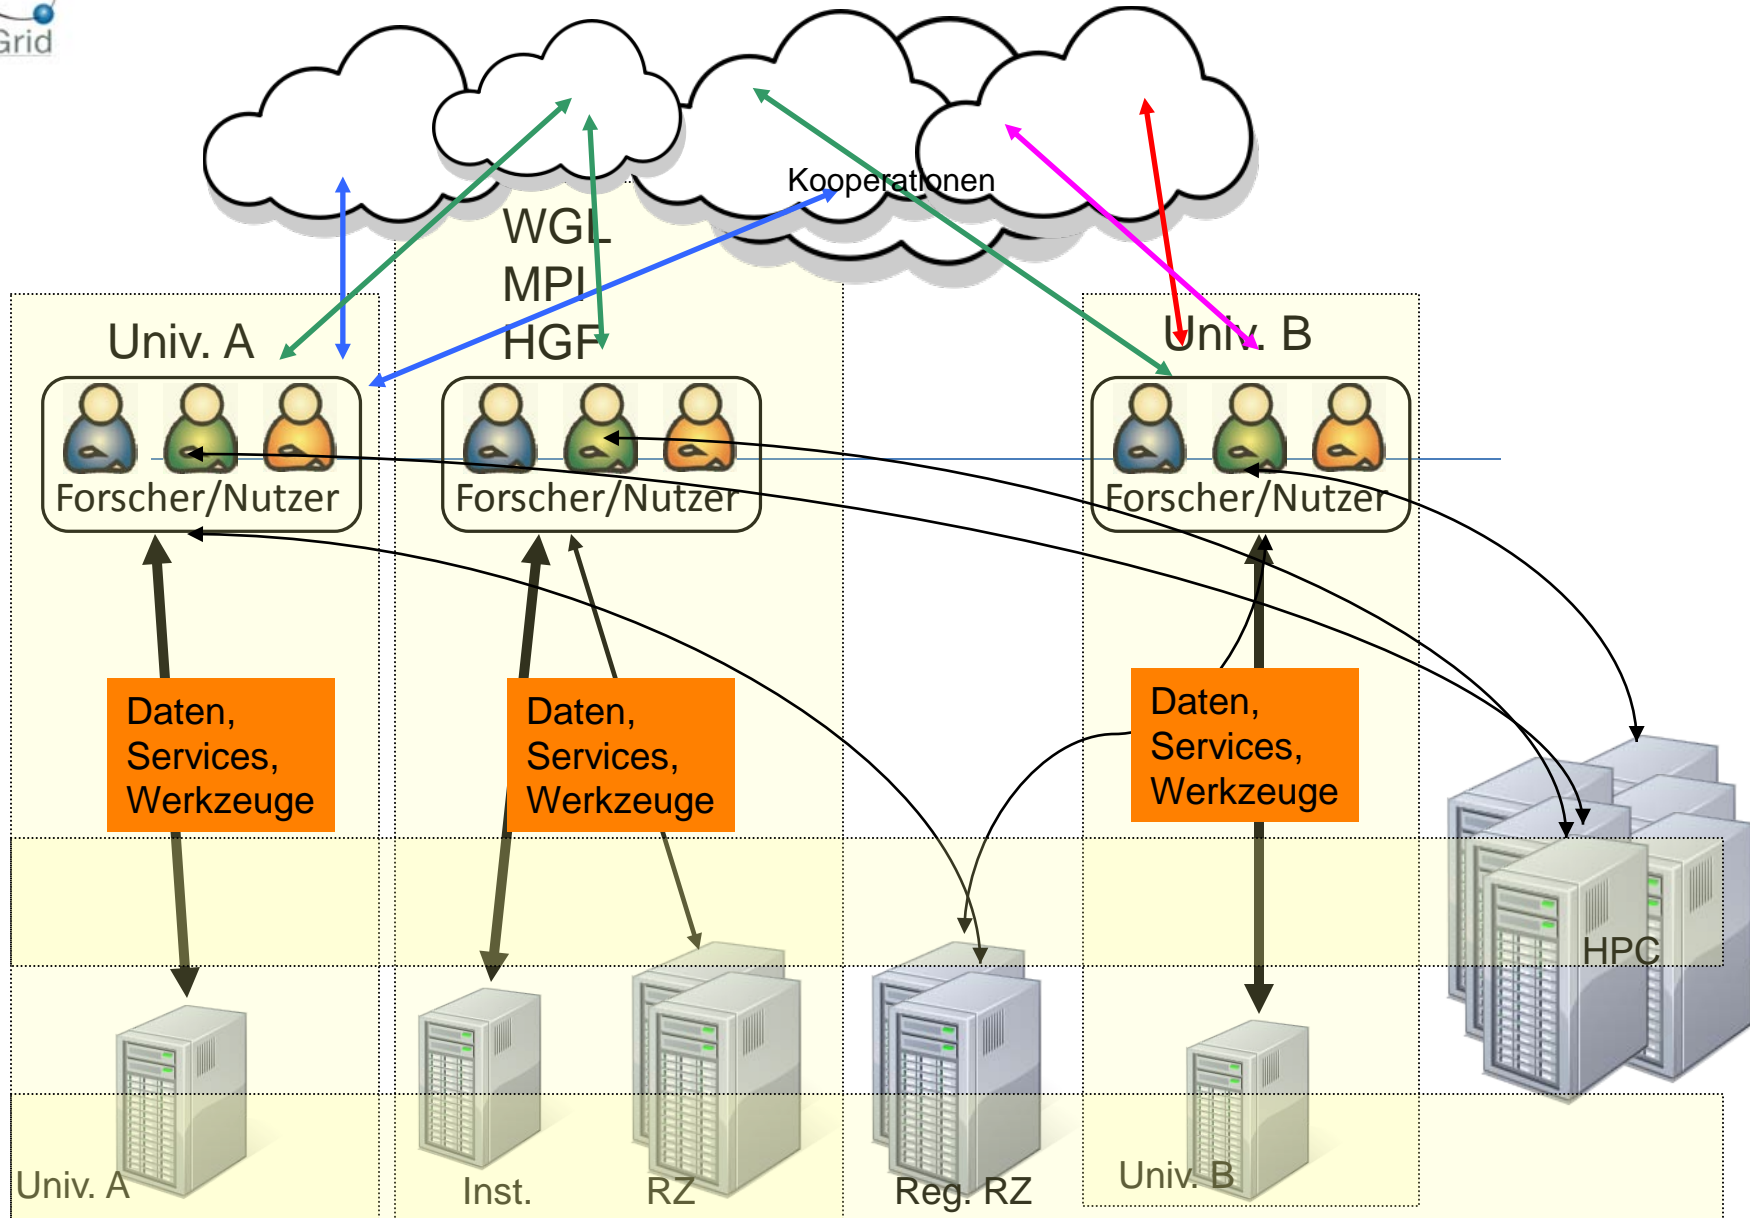 Grid
Kooperationen
WGL
MPI
HGF
Univ. A
Univ. B
Forscher/Nutzer
Forscher/Nutzer
Forscher/Nutzer
Daten,
Services,
Werkzeuge
Daten,
Services,
Werkzeuge
Daten,
Services,
Werkzeuge
HPC
Univ. A
Inst.
RZ
Reg. RZ
Univ. B